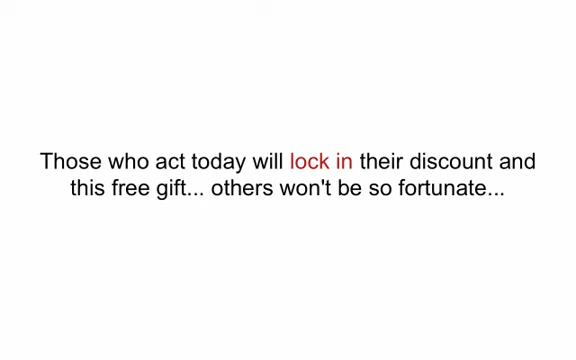 Those who act today will lock in their discount and
this free gift... others won't be so fortunate...